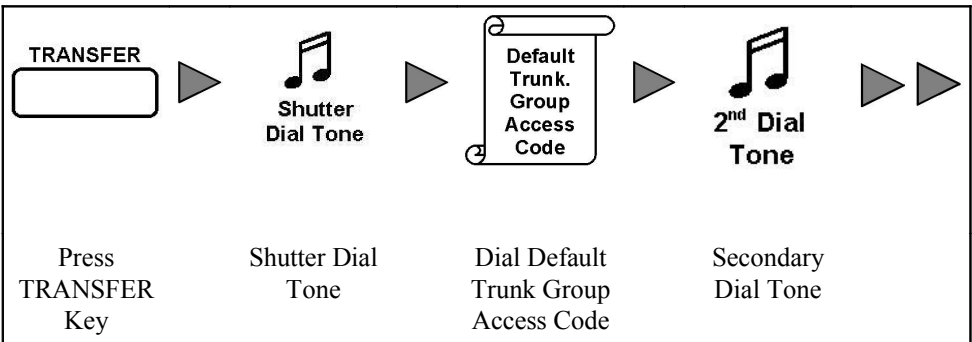 TRANSFER
Shutter
Dial Tone
Default
Trunk.
Group
Access
Code
2nd Dial
Tone
Press
TRANSFER
Key
Shutter Dial
Tone
Dial Default
Trunk Group
Access Code
Secondary
Dial Tone